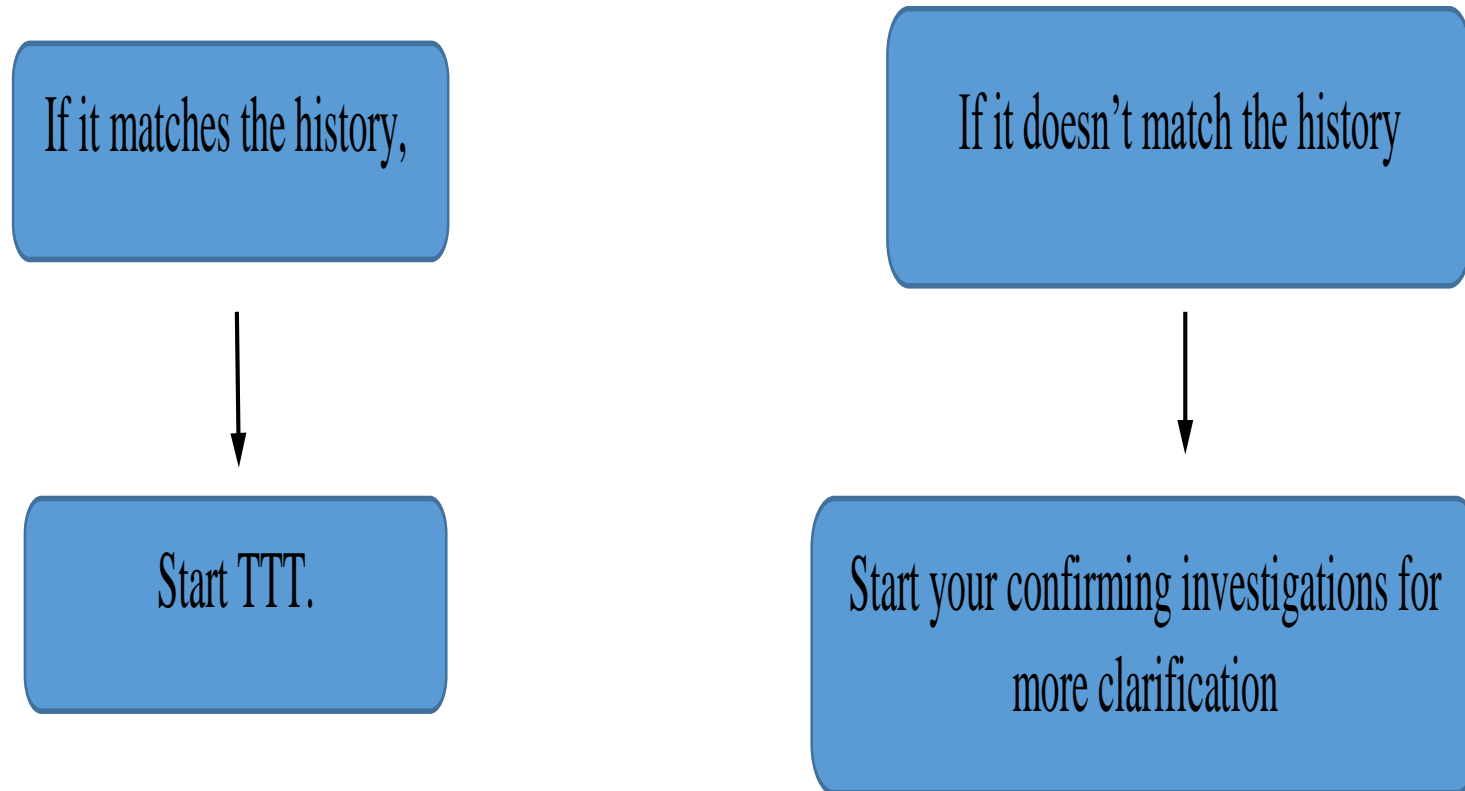 If it matches the history,
If it doesn’t match the history
Start TTT.
Start your confirming investigations for
more clarification